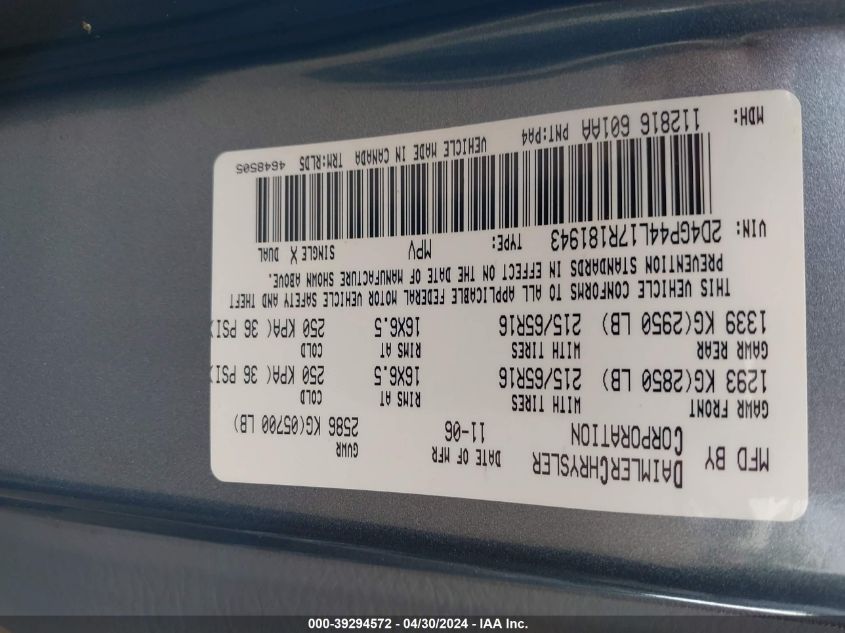 MFD BY DAIMLERCHRYSLER CORPORATION DATE OF MFR 11-06 GVWR 2586 KG(05700 LB)
GAWR FRONT WITH TIRES RIMS AT COLD
1293 KG(2850 LB) 215/65R16 16X6.5 250 KPA( 36 PSI)
GAWR REAR WITH TIRES RIMS AT COLD
1339 KG(2950 LB) 215/65R16 16X6.5 250 KPA( 36 PSI)
THIS VEHICLE CONFORMS TO ALL APPLICABLE FEDERAL MOTOR VEHICLE SAFETY AND THEFT
PREVENTION STANDARDS IN EFFECT ON THE DATE OF MANUFACTURE SHOWN ABOVE.
VIN: 2D4GP44L17R181943 TYPE: MPV SINGLE X DUAL
MDH: 112816 601AA PNT:PA4 VEHICLE MADE IN CANADA TRM:RLD5 4648505
000-39294572 - 04/30/2024 - IAA Inc.